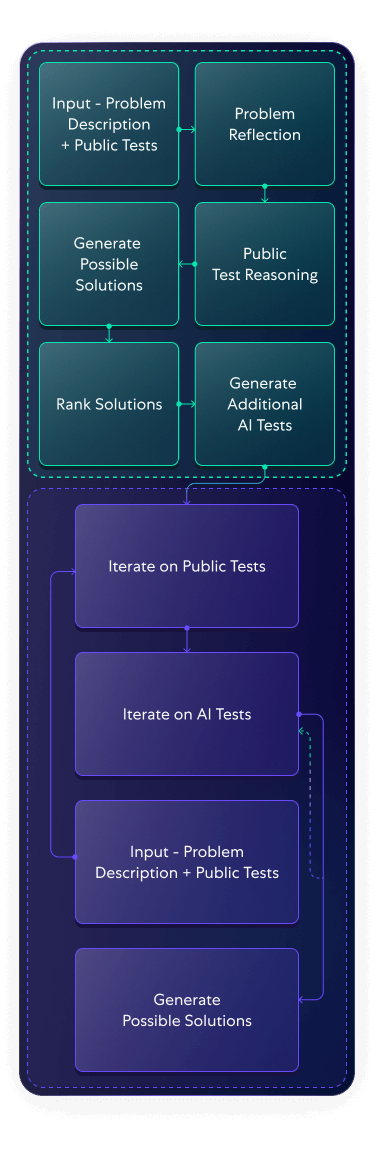 Input - Problem
Description
+ Public Tests
Problem
Reflection
Generate
Possible
Solutions
Public
Test Reasoning
Rank Solutions
Generate
Additional
AI Tests
Iterate on Public Tests
Iterate on AI Tests
Input - Problem
Description + Public Tests
Generate
Possible Solutions